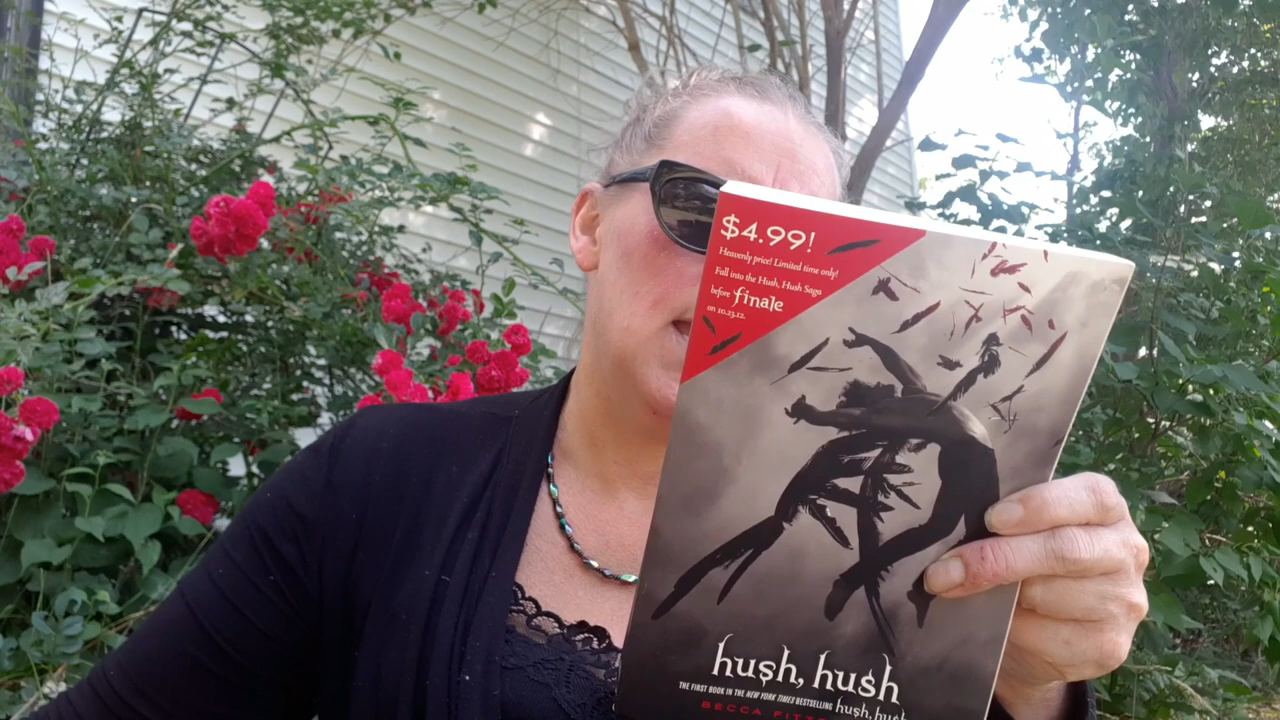 $4.99!
Heavenly price! Limited time only!
Fall into the Hush, Hush Saga
before finale
on 10.23.12.
hush, hush
THE FIRST BOOK IN THE NEW YORK TIMES BESTSELLING hush, hush
BECCA